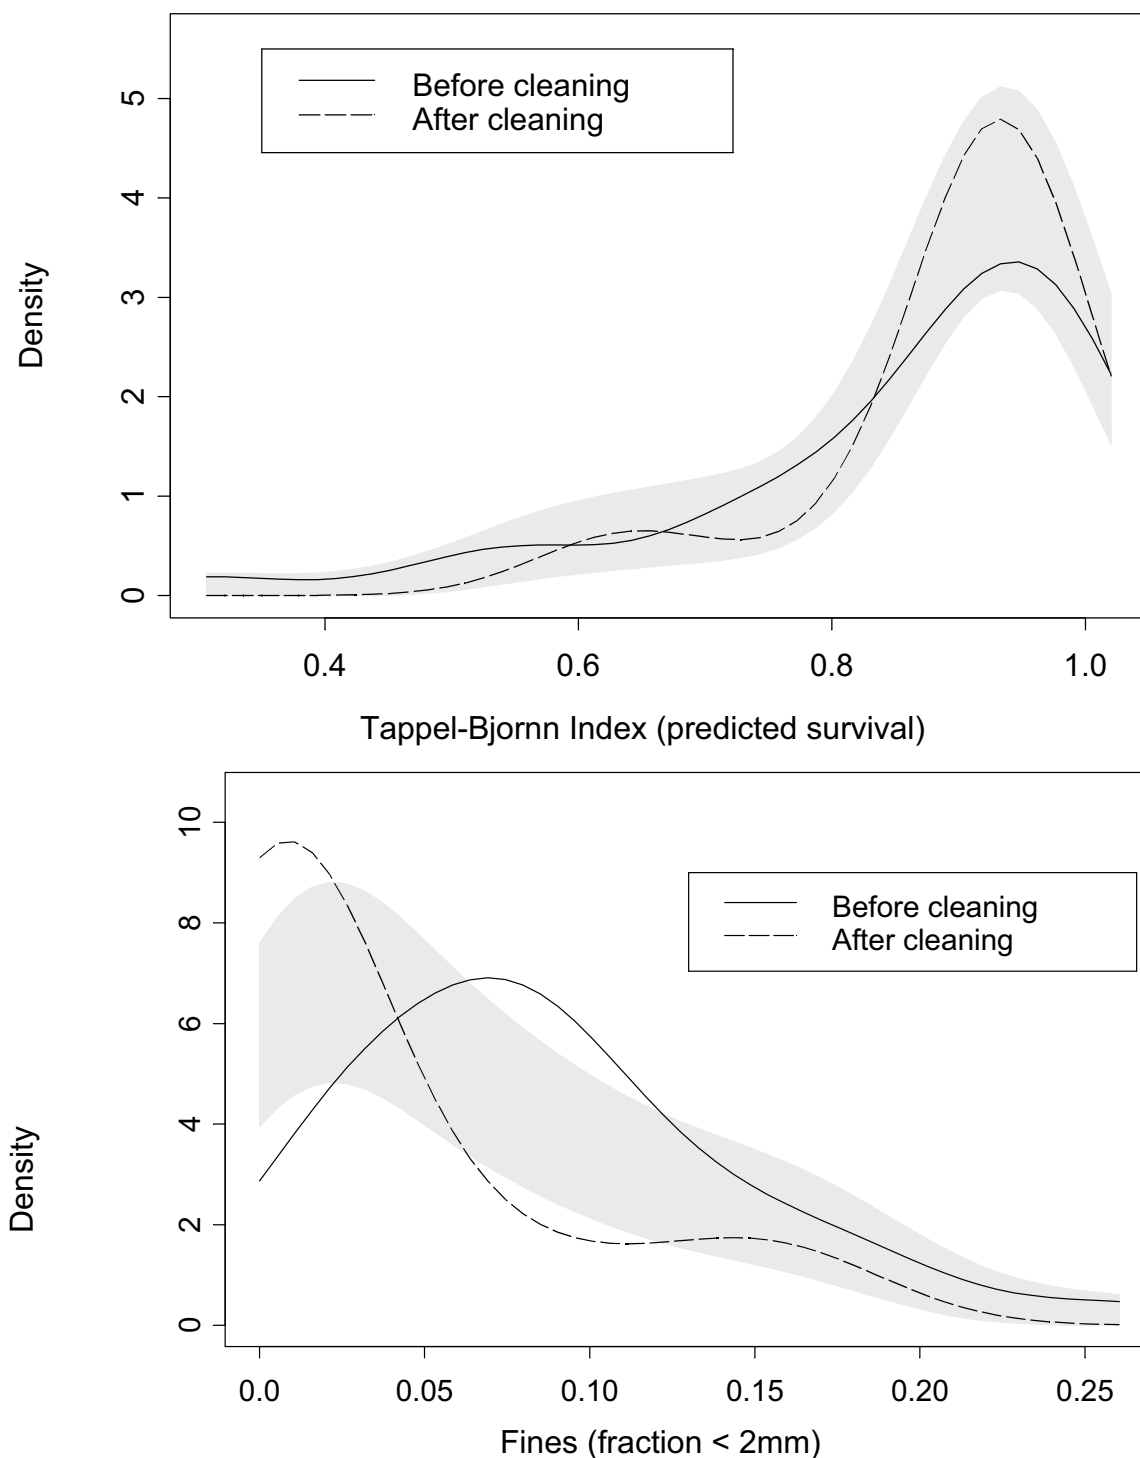 Before cleaning
After cleaning
Density
5
4
3
2
1
0
0.4 0.6 0.8 1.0
Tappel-Bjornn Index (predicted survival)
Before cleaning
After cleaning
Density
10
8
6
4
2
0
0.0 0.05 0.10 0.15 0.20 0.25
Fines (fraction < 2mm)